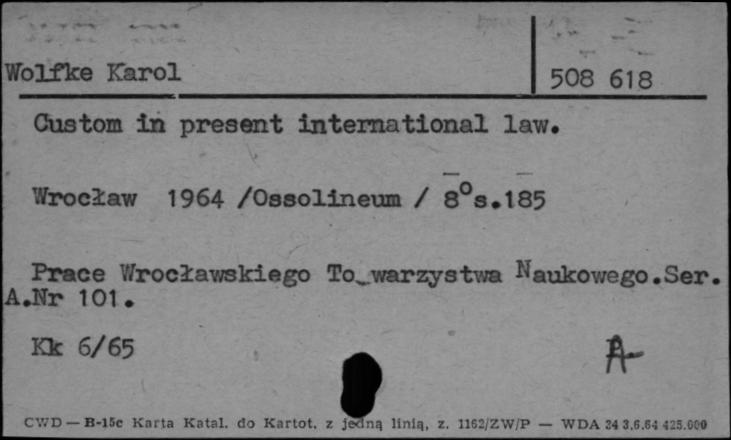 Wolfke Karol
508 618
Custom in present international law.
Wrocław 1964 /Ossolineum / 8°s.185
Prace Wrocławskiego To warzystwa Naukowego.Ser.
A.Nr 101.
Kk 6/65
CWD — B-15c Karta Katal. do Kartot. z jedną linią, z. 1162/ZW/P — WDA 24 3.6.64 425.000